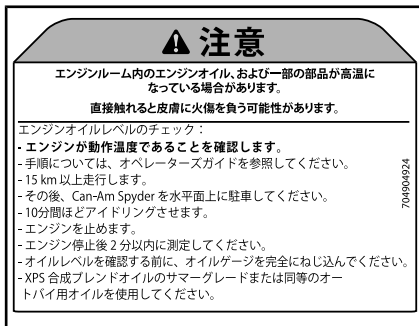 注意
エンジンルーム内のエンジンオイル、および一部の部品が高温に
なっている場合があります。
直接触れると皮膚に火傷を負う可能性があります。
エンジンオイルレベルのチェック：
- エンジンが動作温度であることを確認します。
- 手順については、オペレーターズガイドを参照してください。
- 15 km 以上走行します。
- その後、Can-Am Spyder を水平面上に駐車してください。
- 10分間ほどアイドリングさせます。
- エンジンを止めます。
- エンジン停止後 2 分以内に測定してください。
- オイルレベルを確認する前に、オイルゲージを完全にねじ込んでください。
- XPS 合成ブレンドオイルのサマーグレードまたは同等のオー
トバイ用オイルを使用してください。
704904924